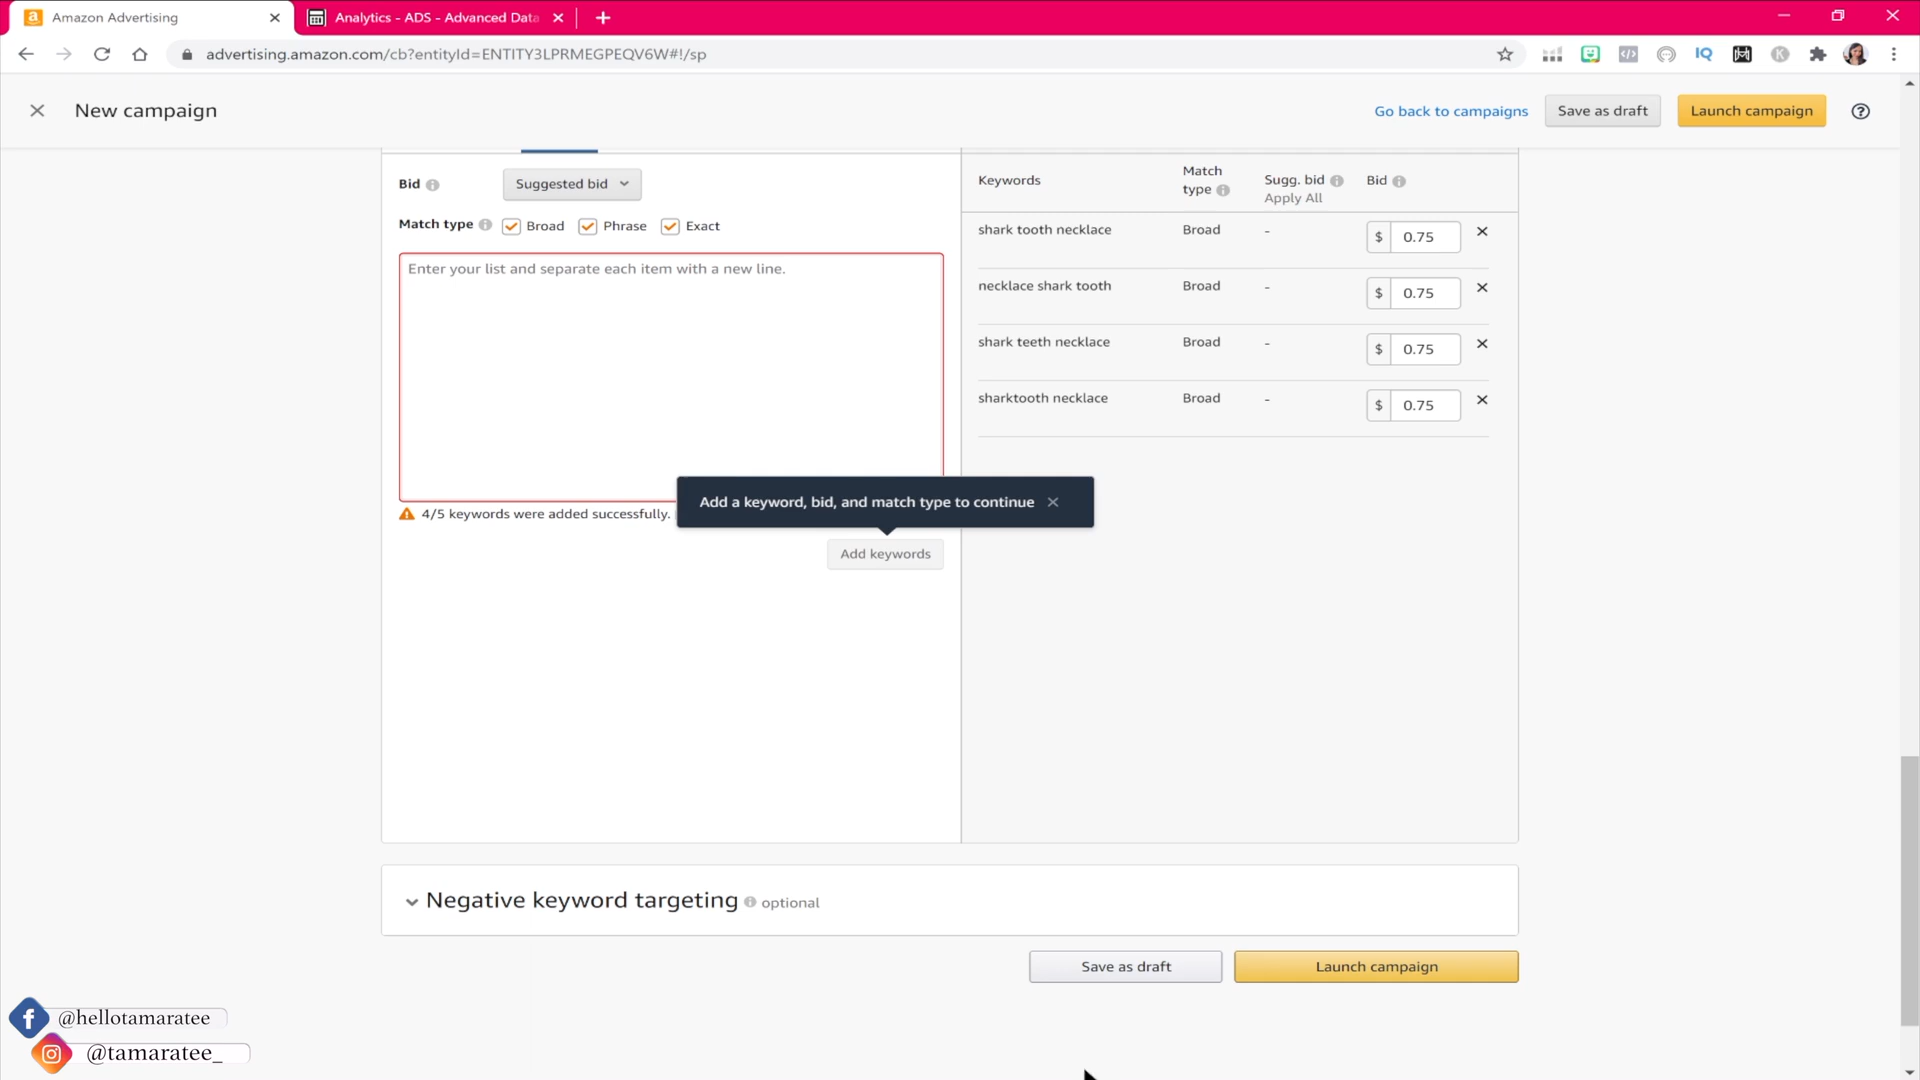 Amazon Advertising
Analytics - ADS - Advanced Data
advertising.amazon.com/cb?entityId=ENTITY3LPRMEGPEQV6W#!/sp
IQ
K
New campaign
Go back to campaigns
Save as draft
Launch campaign
Bid
Suggested bid
Match type
Broad
Phrase
Exact
Enter your list and separate each item with a new line.
4/5 keywords were added successfully.
Add a keyword, bid, and match type to continue
Add keywords
Keywords
Match type
Sugg. bid
Apply All
Bid
shark tooth necklace Broad - $ 0.75
necklace shark tooth Broad - $ 0.75
shark teeth necklace Broad - $ 0.75
sharktooth necklace Broad - $ 0.75
Negative keyword targeting optional
Save as draft
Launch campaign
@hellotamaratee
@tamaratee_